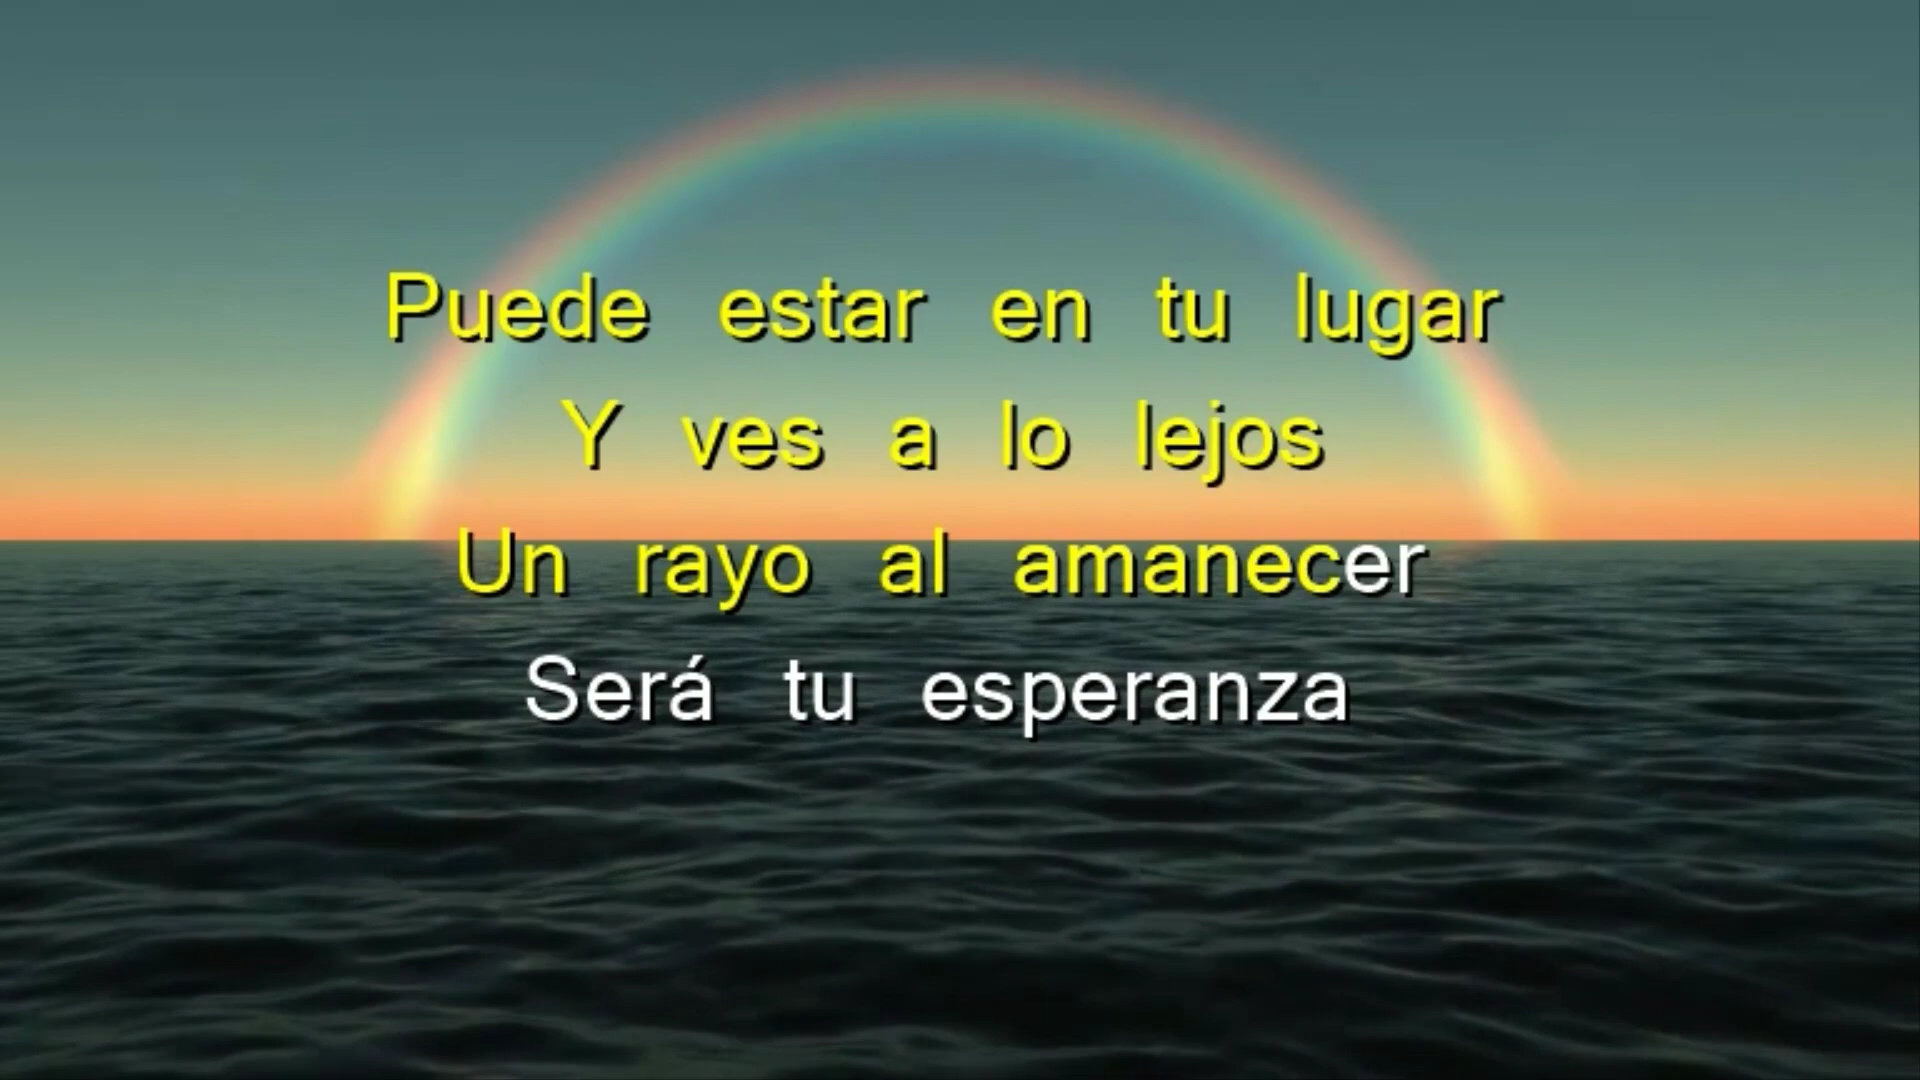 Puede estar en tu lugar
Y ves a lo lejos
Un rayo al amanecer
Será tu esperanza